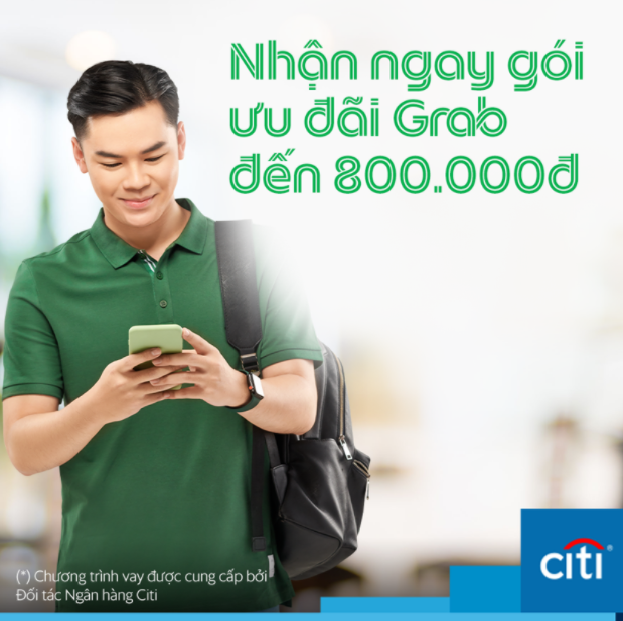 Nhận ngay gói
ưu đãi Grab
đến 800.000đ
(*) Chương trình vay được cung cấp bởi
Đối tác Ngân hàng Citi
citi®